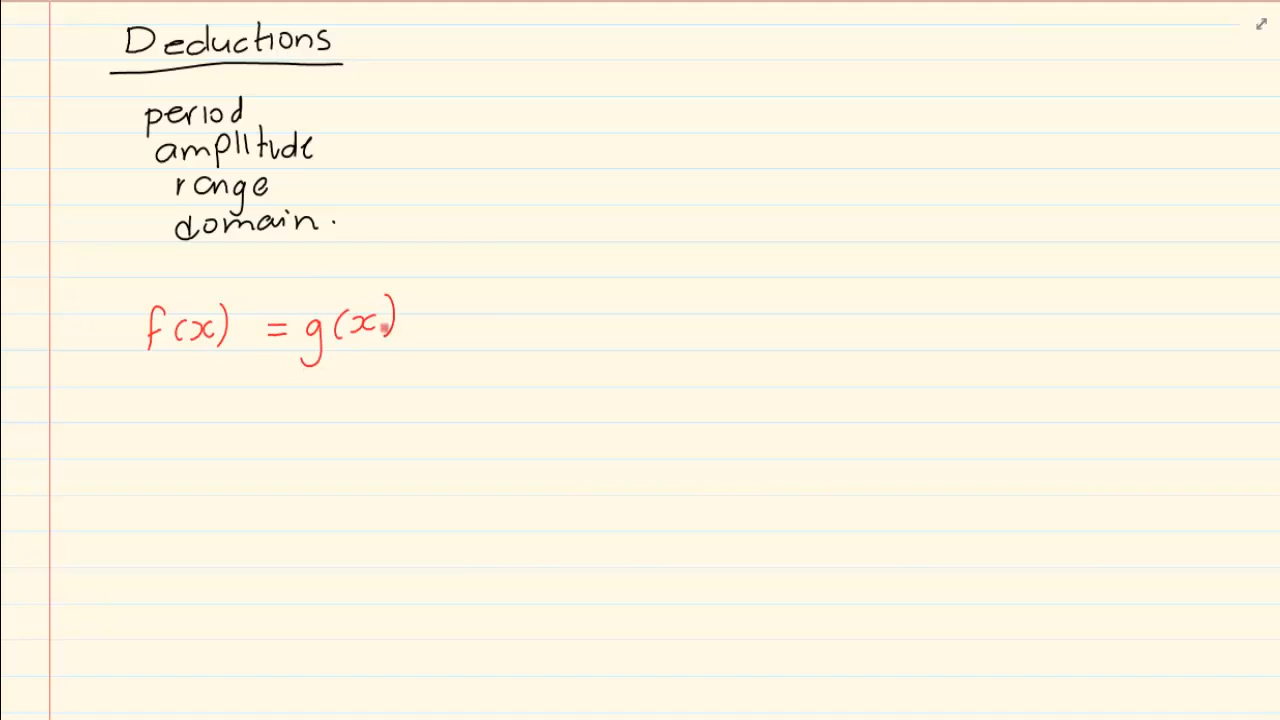 Deductions
period
amplitude
range
domain.
f(x) = g(x)